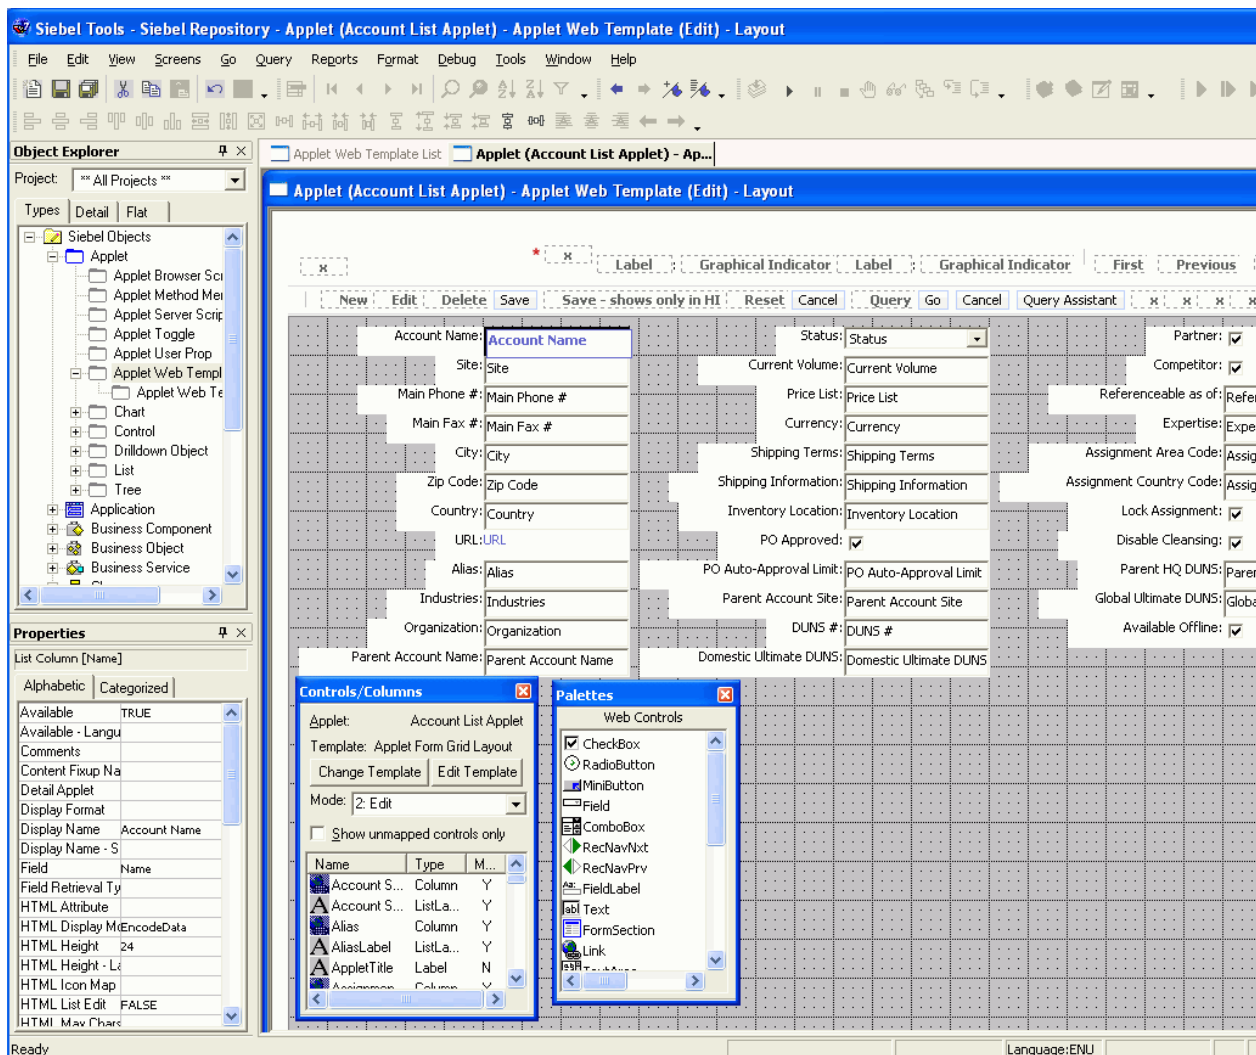 Siebel Tools - Siebel Repository - Applet (Account List Applet) - Applet Web Template (Edit) - Layout
File Edit View Screens Go Query Reports Format Debug Tools Window Help
Object Explorer
Project: ** All Projects **
Types Detail Flat
Siebel Objects
Applet
Applet Browser Scr
Applet Method Mer
Applet Server Scrip
Applet Toggle
Applet User Prop
Applet Web Templ
Applet Web Te
Chart
Control
Drilldown Object
List
Tree
Application
Business Component
Business Object
Business Service
Properties
List Column [Name]
Alphabetic Categorized
Available TRUE
Available - Langu
Comments
Content Fixup Na
Detail Applet
Display Format
Display Name Account Name
Display Name - S
Field Name
Field Retrieval Ty
HTML Attribute
HTML Display Mo EncodeData
HTML Height 24
HTML Height - La
HTML Icon Map
HTML List Edit FALSE
HTML Max Chars
Applet Web Template List Applet (Account List Applet) - Ap...
Applet (Account List Applet) - Applet Web Template (Edit) - Layout
x * x Label : Graphical Indicator Label : Graphical Indicator First Previous
New Edit Delete Save Save - shows only in HI Reset Cancel Query Go Cancel Query Assistant x x x x
Account Name: Account Name Status: Status Partner:
Site: Site Current Volume: Current Volume Competitor:
Main Phone #: Main Phone # Price List: Price List Referenceable as of: Refer
Main Fax #: Main Fax # Currency: Currency Expertise: Expe
City: City Shipping Terms: Shipping Terms Assignment Area Code: Assig
Zip Code: Zip Code Shipping Information: Shipping Information Assignment Country Code: Assig
Country: Country Inventory Location: Inventory Location Lock Assignment:
URL: URL PO Approved: Disable Cleansing:
Alias: Alias PO Auto-Approval Limit: PO Auto-Approval Limit Parent HQ DUNS: Paren
Industries: Industries Parent Account Site: Parent Account Site Global Ultimate DUNS: Globa
Organization: Organization DUNS #: DUNS # Available Offline:
Parent Account Name: Parent Account Name Domestic Ultimate DUNS: Domestic Ultimate DUNS
Controls/Columns
Applet: Account List Applet
Template: Applet Form Grid Layout
Change Template Edit Template
Mode: 2: Edit
Show unmapped controls only
Name Type M...
Account S... Column Y
Account S... ListLa... Y
Alias Column Y
AliasLabel ListLa... Y
AppletTitle Label N
Assignmen Column Y
Palettes
Web Controls
CheckBox
RadioButton
MiniButton
Field
ComboBox
RecNavNxt
RecNavPrv
FieldLabel
Text
FormSection
Link
TextArea
Ready Language:ENU